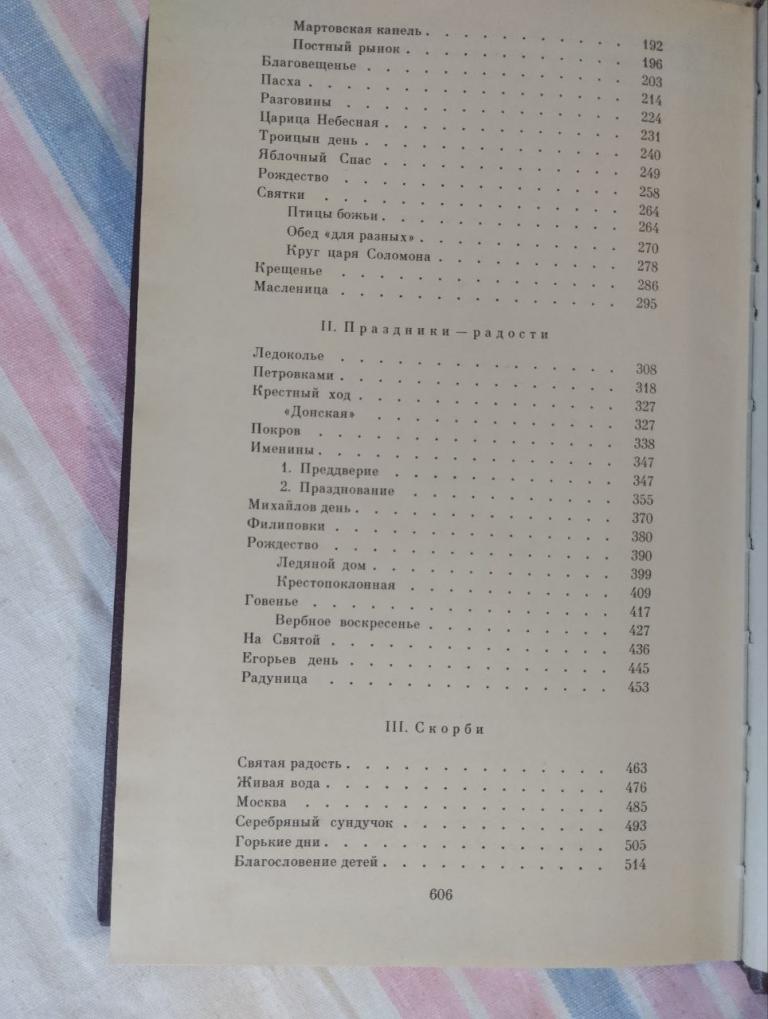 Мартовская капель . . . . . . . . . . 192
Постный рынок . . . . . . . . . . . 196
Благовещенье . . . . . . . . . . . . 203
Пасха . . . . . . . . . . . . . . 214
Разговины . . . . . . . . . . . . . 224
Царица Небесная . . . . . . . . . . . 231
Троицын день . . . . . . . . . . . . 240
Яблочный Спас . . . . . . . . . . . 249
Рождество . . . . . . . . . . . . . 258
Святки . . . . . . . . . . . . . . 264
Птицы божьи . . . . . . . . . . . . 264
Обед «для разных» . . . . . . . . . . 270
Круг царя Соломона . . . . . . . . . 278
Крещенье . . . . . . . . . . . . . 286
Масленица . . . . . . . . . . . . . 295
II. Праздники — радости
Ледоколье . . . . . . . . . . . . . 308
Петровками . . . . . . . . . . . . . 318
Крестный ход . . . . . . . . . . . . 327
«Донская» . . . . . . . . . . . . 327
Покров . . . . . . . . . . . . . . 338
Именины . . . . . . . . . . . . . . 347
1. Преддверие . . . . . . . . . . . 347
2. Празднование . . . . . . . . . . 355
Михайлов день . . . . . . . . . . . . 370
Филиповки . . . . . . . . . . . . . 380
Рождество . . . . . . . . . . . . . 390
Ледяной дом . . . . . . . . . . . . 399
Крестопоклонная . . . . . . . . . . 409
Говенье . . . . . . . . . . . . . . 417
Вербное воскресенье . . . . . . . . . 427
На Святой . . . . . . . . . . . . . 436
Егорьев день . . . . . . . . . . . . 445
Радуница . . . . . . . . . . . . . 453
III. Скорби
Святая радость . . . . . . . . . . . . 463
Живая вода . . . . . . . . . . . . . 476
Москва . . . . . . . . . . . . . . 485
Серебряный сундучок . . . . . . . . . 493
Горькие дни . . . . . . . . . . . . . 505
Благословение детей . . . . . . . . . . 514
606